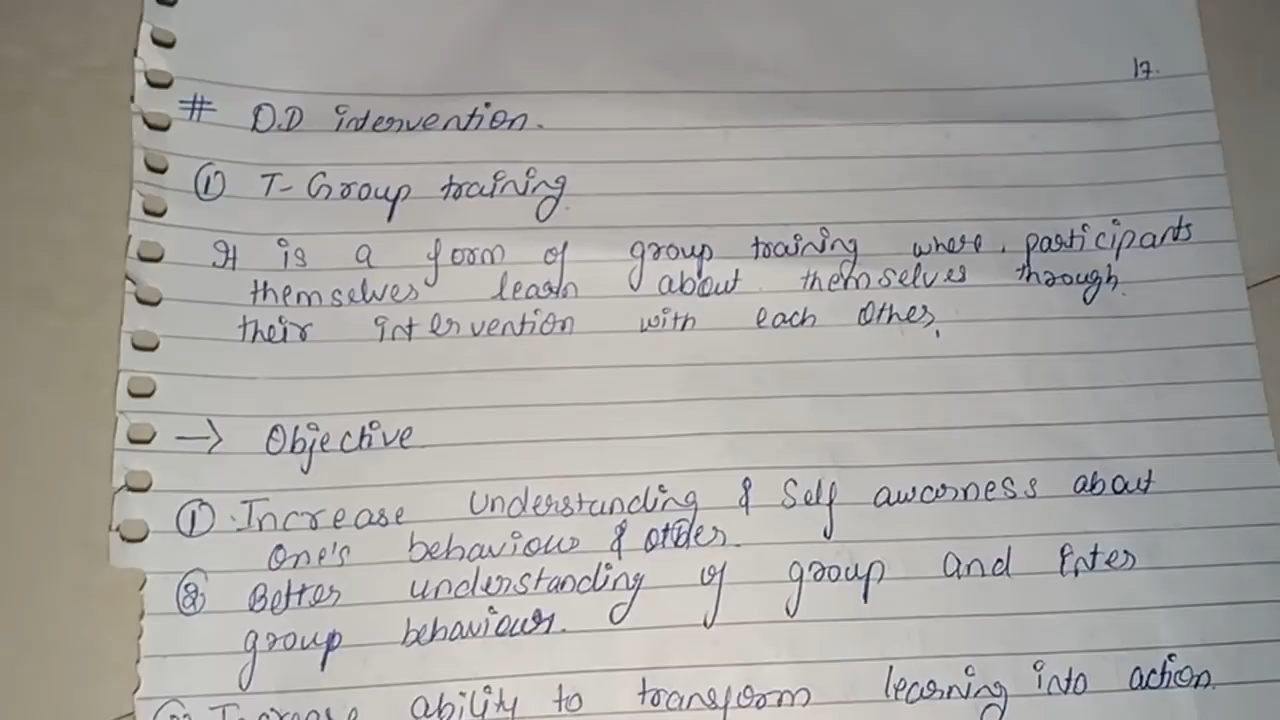 17.
# O.D intervention.
① T-Group training
It is a form of group training where participants
themselves learn about themselves through
their intervention with each other.
→ Objective
① Increase Understanding & Self awarness about
one's behaviour & other.
② Better understanding of group and Inter
group behaviour.
Increase ability to transform learning into action.